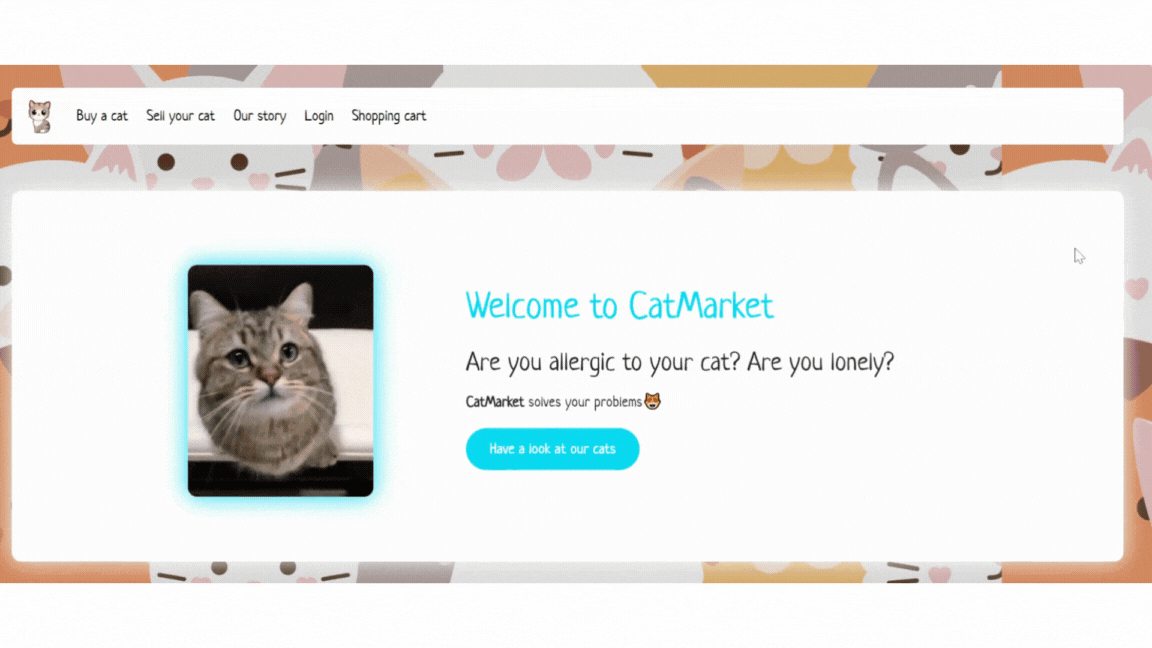 Buy a cat Sell your cat Our story Login Shopping cart
Welcome to CatMarket
Are you allergic to your cat? Are you lonely?
CatMarket solves your problems😻
Have a look at our cats